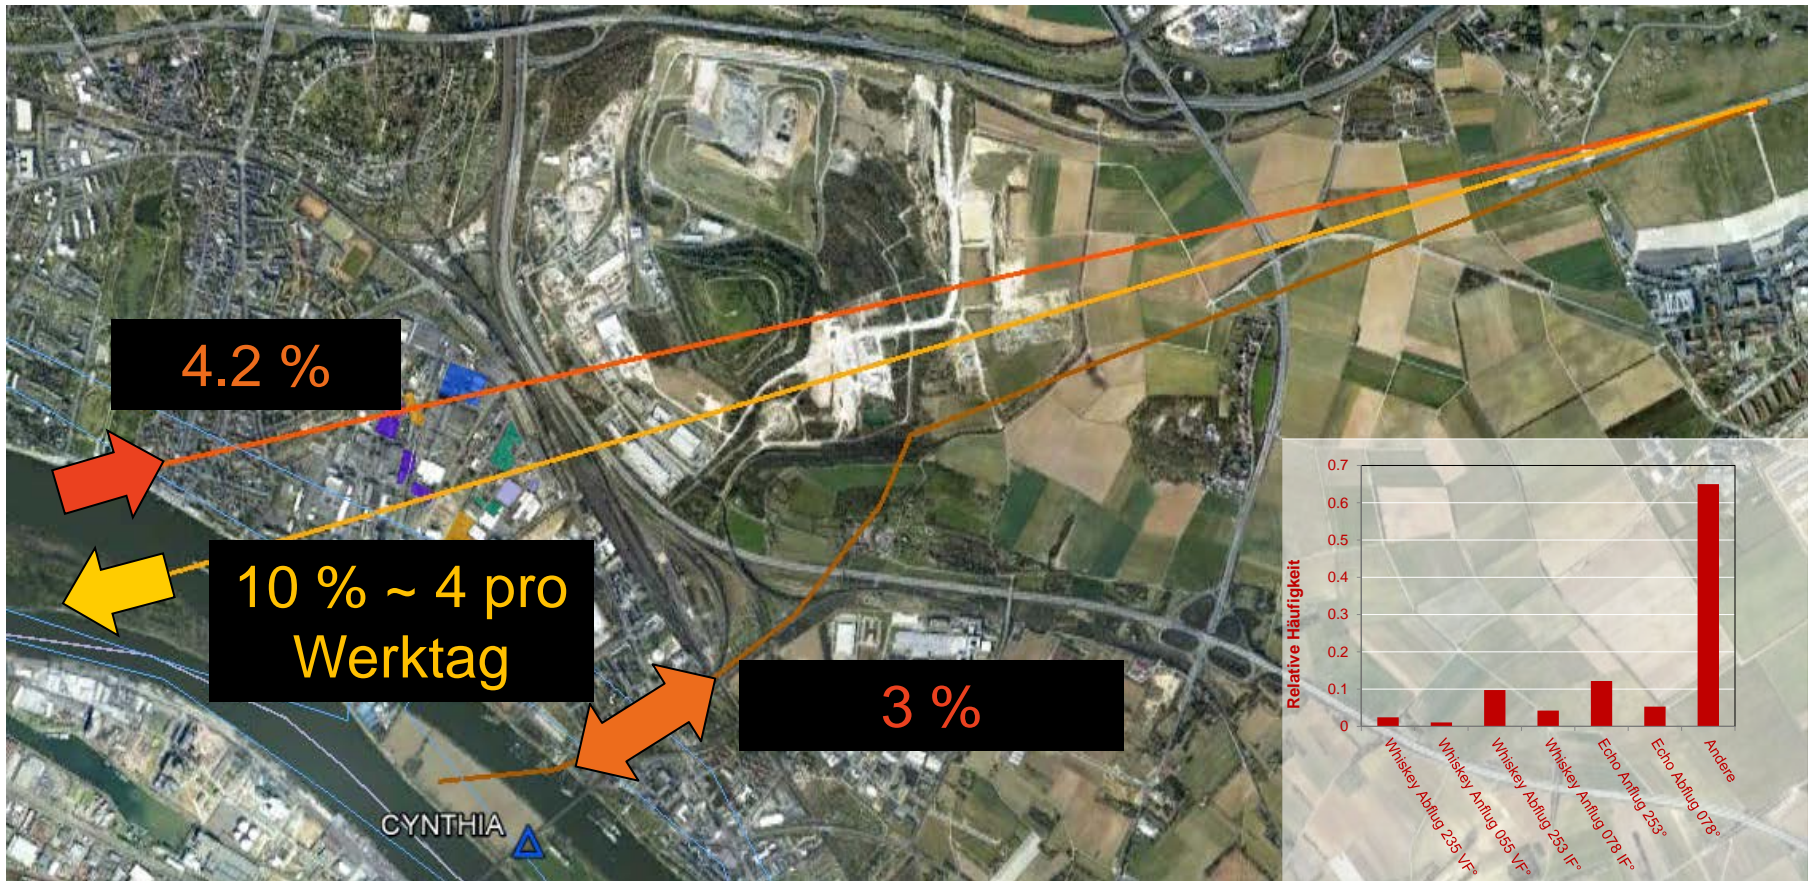 4.2 %
10 % ~ 4 pro
Werktag
3 %
CYNTHIA
Relative Häufigkeit
0.7
0.6
0.5
0.4
0.3
0.2
0.1
0
Whiskey Abflug 235 VF°
Whiskey Anflug 055 VF°
Whiskey Abflug 253 IF°
Whiskey Anflug 078 IF°
Echo Anflug 253°
Echo Abflug 078°
Andere